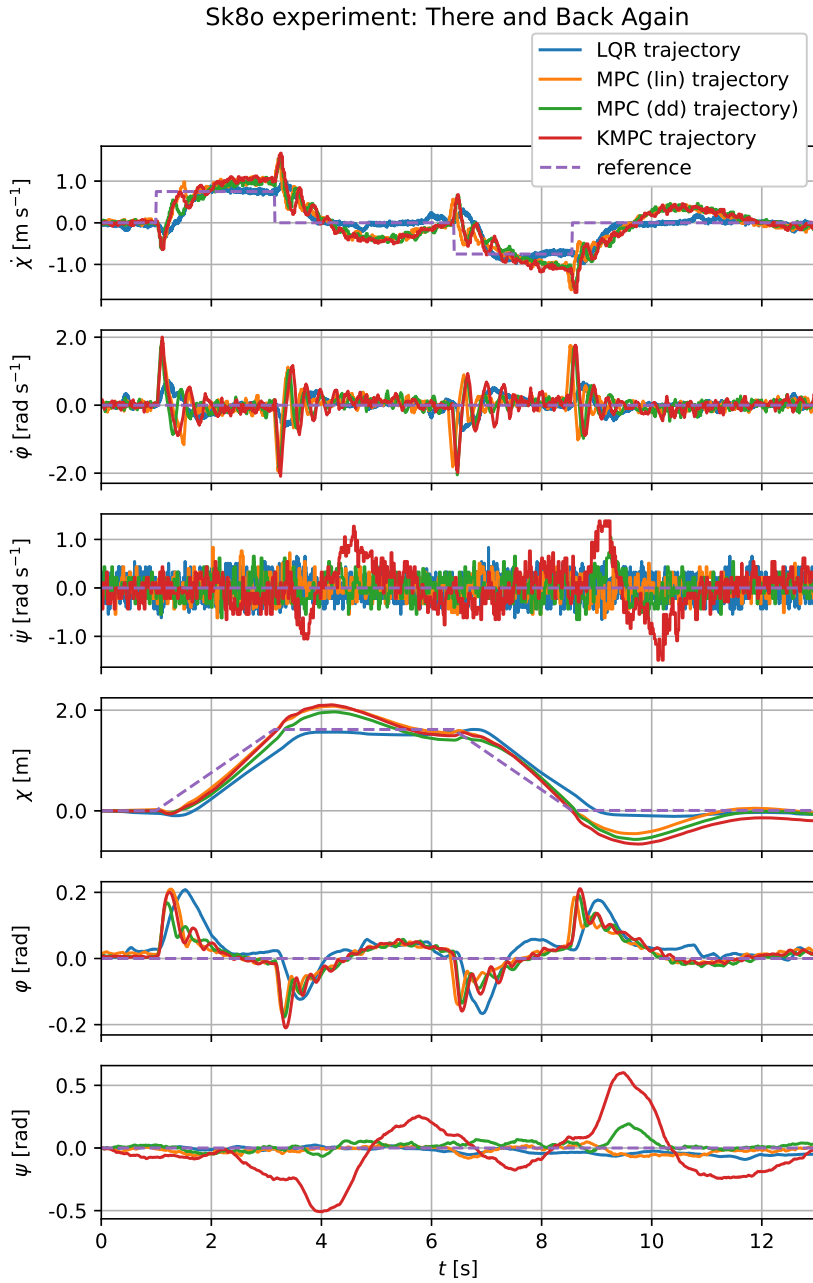 Sk8o experiment: There and Back Again
LQR trajectory
MPC (lin) trajectory
MPC (dd) trajectory)
KMPC trajectory
reference
1.0
0.0
-1.0
χ̇ [m s⁻¹]
2.0
0.0
-2.0
φ̇ [rad s⁻¹]
1.0
0.0
-1.0
ψ̇ [rad s⁻¹]
2.0
0.0
χ [m]
0.2
0.0
-0.2
φ [rad]
0.5
0.0
-0.5
ψ [rad]
0 2 4 6 8 10 12
t [s]